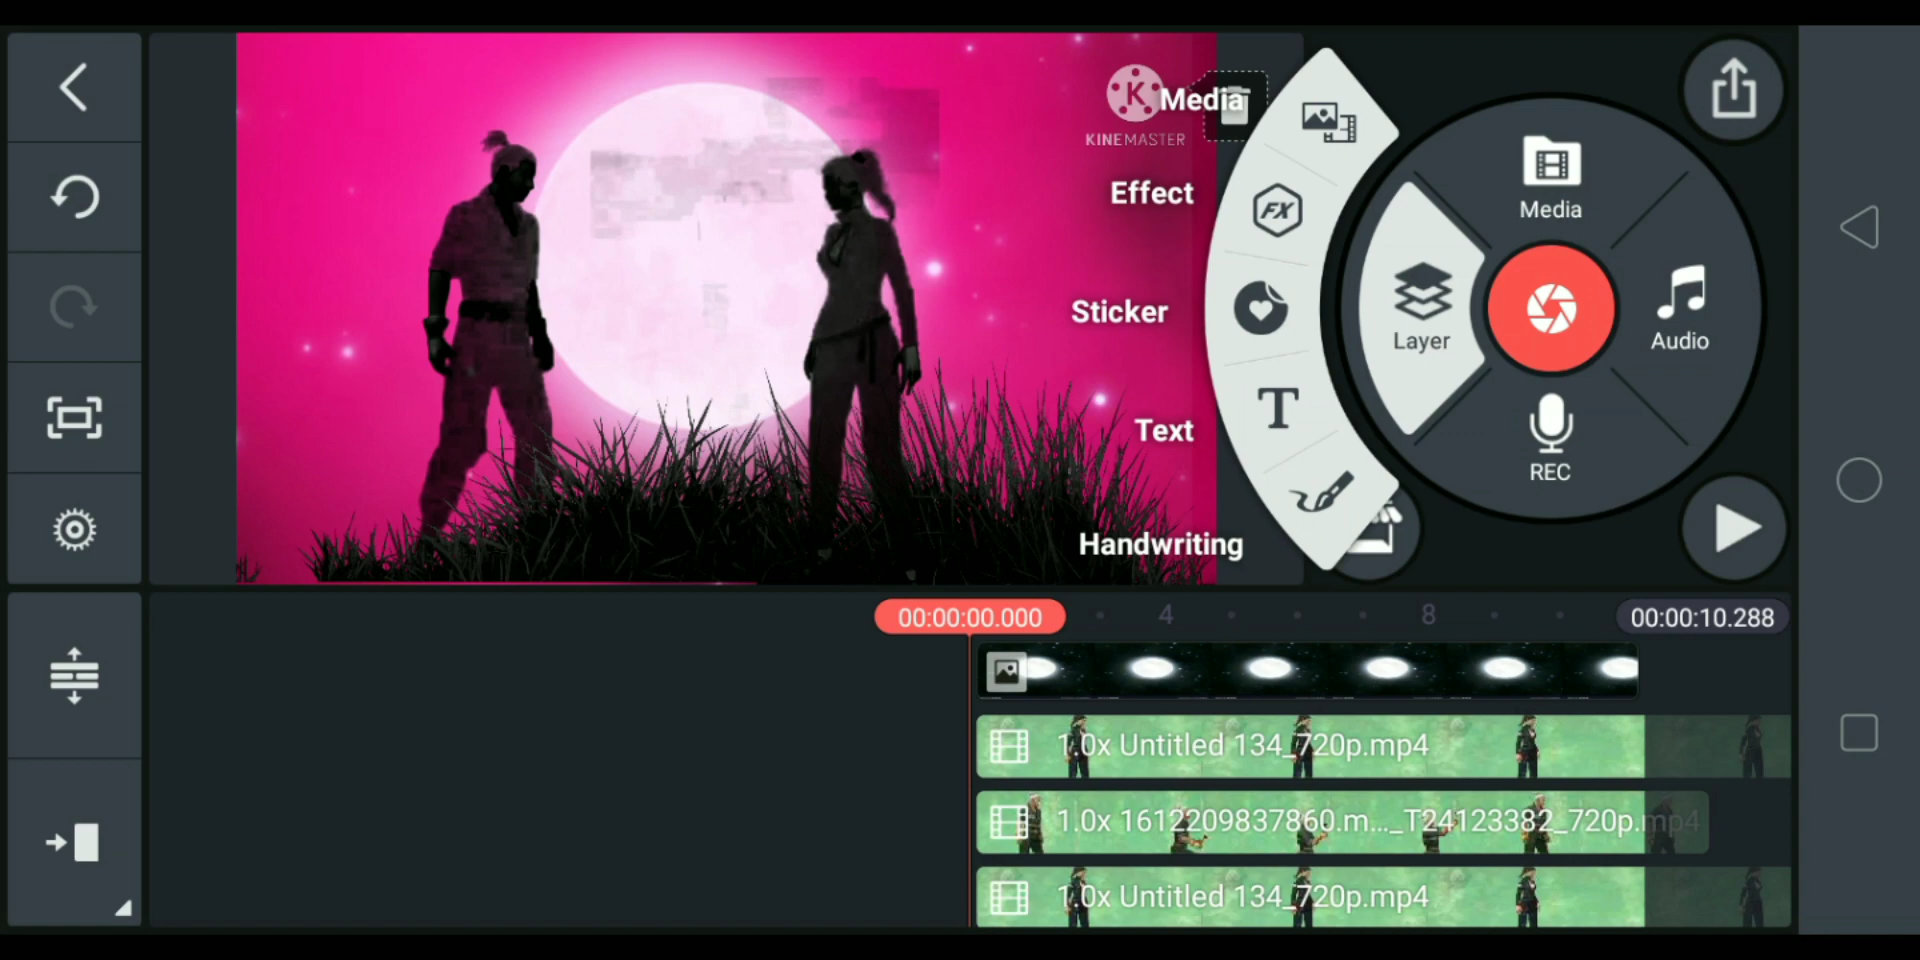 K
KINEMASTER
Media
Effect
Sticker
Text
Handwriting
FX
T
Media
Layer
Audio
REC
00:00:00.000
4
8
00:00:10.288
1.0x Untitled 134_720p.mp4
1.0x 1612209837860.m..._T24123382_720p.mp4
1.0x Untitled 134_720p.mp4